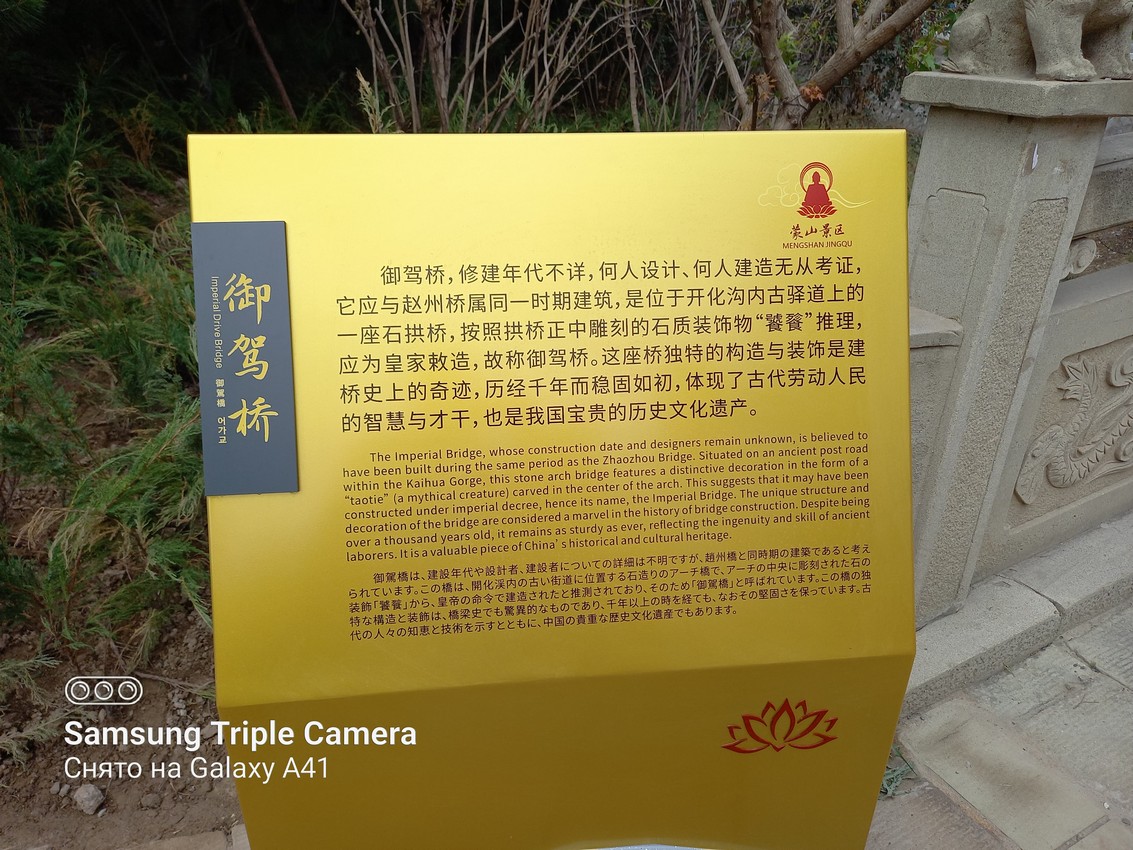 蒙山景区
MENGSHAN JINGQU
御驾桥
Imperial Drive Bridge
御駕橋 어가교
御驾桥，修建年代不详，何人设计、何人建造无从考证，
它应与赵州桥属同一时期建筑，是位于开化沟内古驿道上的
一座石拱桥，按照拱桥正中雕刻的石质装饰物“饕餮”推理，
应为皇家敕造，故称御驾桥。这座桥独特的构造与装饰是建
桥史上的奇迹，历经千年而稳固如初，体现了古代劳动人民
的智慧与才干，也是我国宝贵的历史文化遗产。
The Imperial Bridge, whose construction date and designers remain unknown, is believed to
have been built during the same period as the Zhaozhou Bridge. Situated on an ancient post road
within the Kaihua Gorge, this stone arch bridge features a distinctive decoration in the form of a
“taotie” (a mythical creature) carved in the center of the arch. This suggests that it may have been
constructed under imperial decree, hence its name, the Imperial Bridge. The unique structure and
decoration of the bridge are considered a marvel in the history of bridge construction. Despite being
over a thousand years old, it remains as sturdy as ever, reflecting the ingenuity and skill of ancient
laborers. It is a valuable piece of China’s historical and cultural heritage.
御駕橋は、建設年代や設計者、建設者についての詳細は不明ですが、趙州橋と同時期の建築であると考え
られています。この橋は、開化渓内の古い街道に位置する石造りのアーチ橋で、アーチの中央に彫刻された石の
装飾「饕餮」から、皇帝の命令で建造されたと推測されており、そのため「御駕橋」と呼ばれています。この橋の独
特な構造と装飾は、橋梁史でも驚異的なものであり、千年以上の時を経ても、なおその堅固さを保っています。古
代の人々の知恵と技術を示すとともに、中国の貴重な歴史文化遺産でもあります。
Samsung Triple Camera
Снято на Galaxy A41